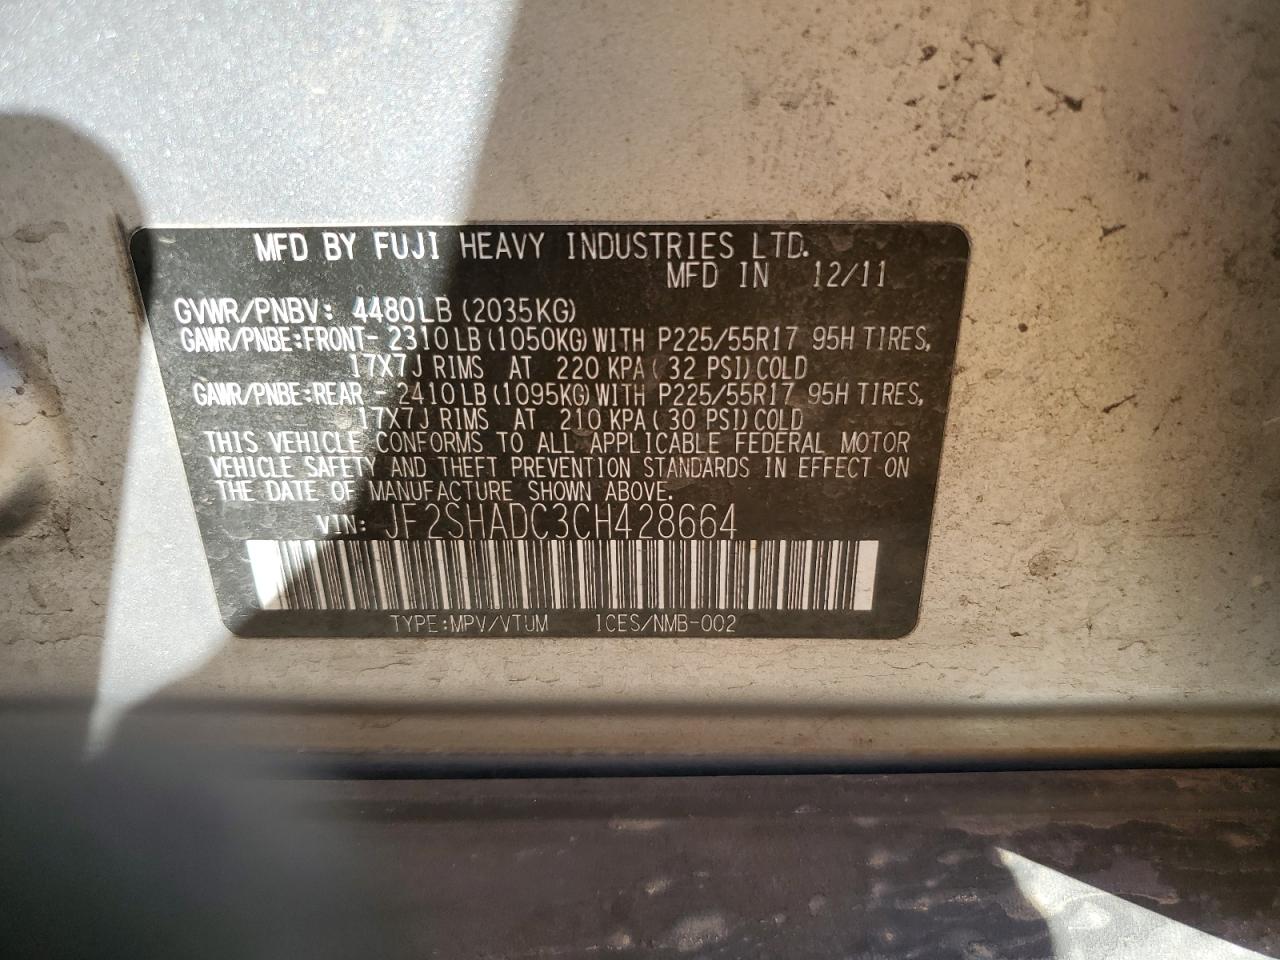 MFD BY FUJI HEAVY INDUSTRIES LTD.
MFD IN 12/11
GVWR/PNBV: 4480LB (2035KG)
GAWR/PNBE:FRONT- 2310LB (1050KG) WITH P225/55R17 95H TIRES,
17X7J RIMS AT 220 KPA (32 PSI) COLD
GAWR/PNBE:REAR - 2410LB (1095KG) WITH P225/55R17 95H TIRES,
17X7J RIMS AT 210 KPA (30 PSI) COLD
THIS VEHICLE CONFORMS TO ALL APPLICABLE FEDERAL MOTOR
VEHICLE SAFETY AND THEFT PREVENTION STANDARDS IN EFFECT ON
THE DATE OF MANUFACTURE SHOWN ABOVE.
VIN: JF2SHADC3CH428664
TYPE:MPV/VTUM ICES/NMB-002